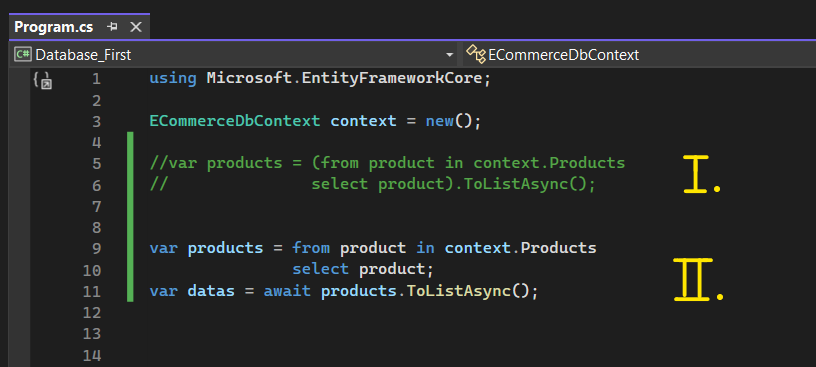 Program.cs
C# Database_First ECommerceDbContext
1 using Microsoft.EntityFrameworkCore;
2
3 ECommerceDbContext context = new();
4
5 //var products = (from product in context.Products
6 // select product).ToListAsync();
I.
7
8
9 var products = from product in context.Products
10 select product;
11 var datas = await products.ToListAsync();
II.
12
13
14